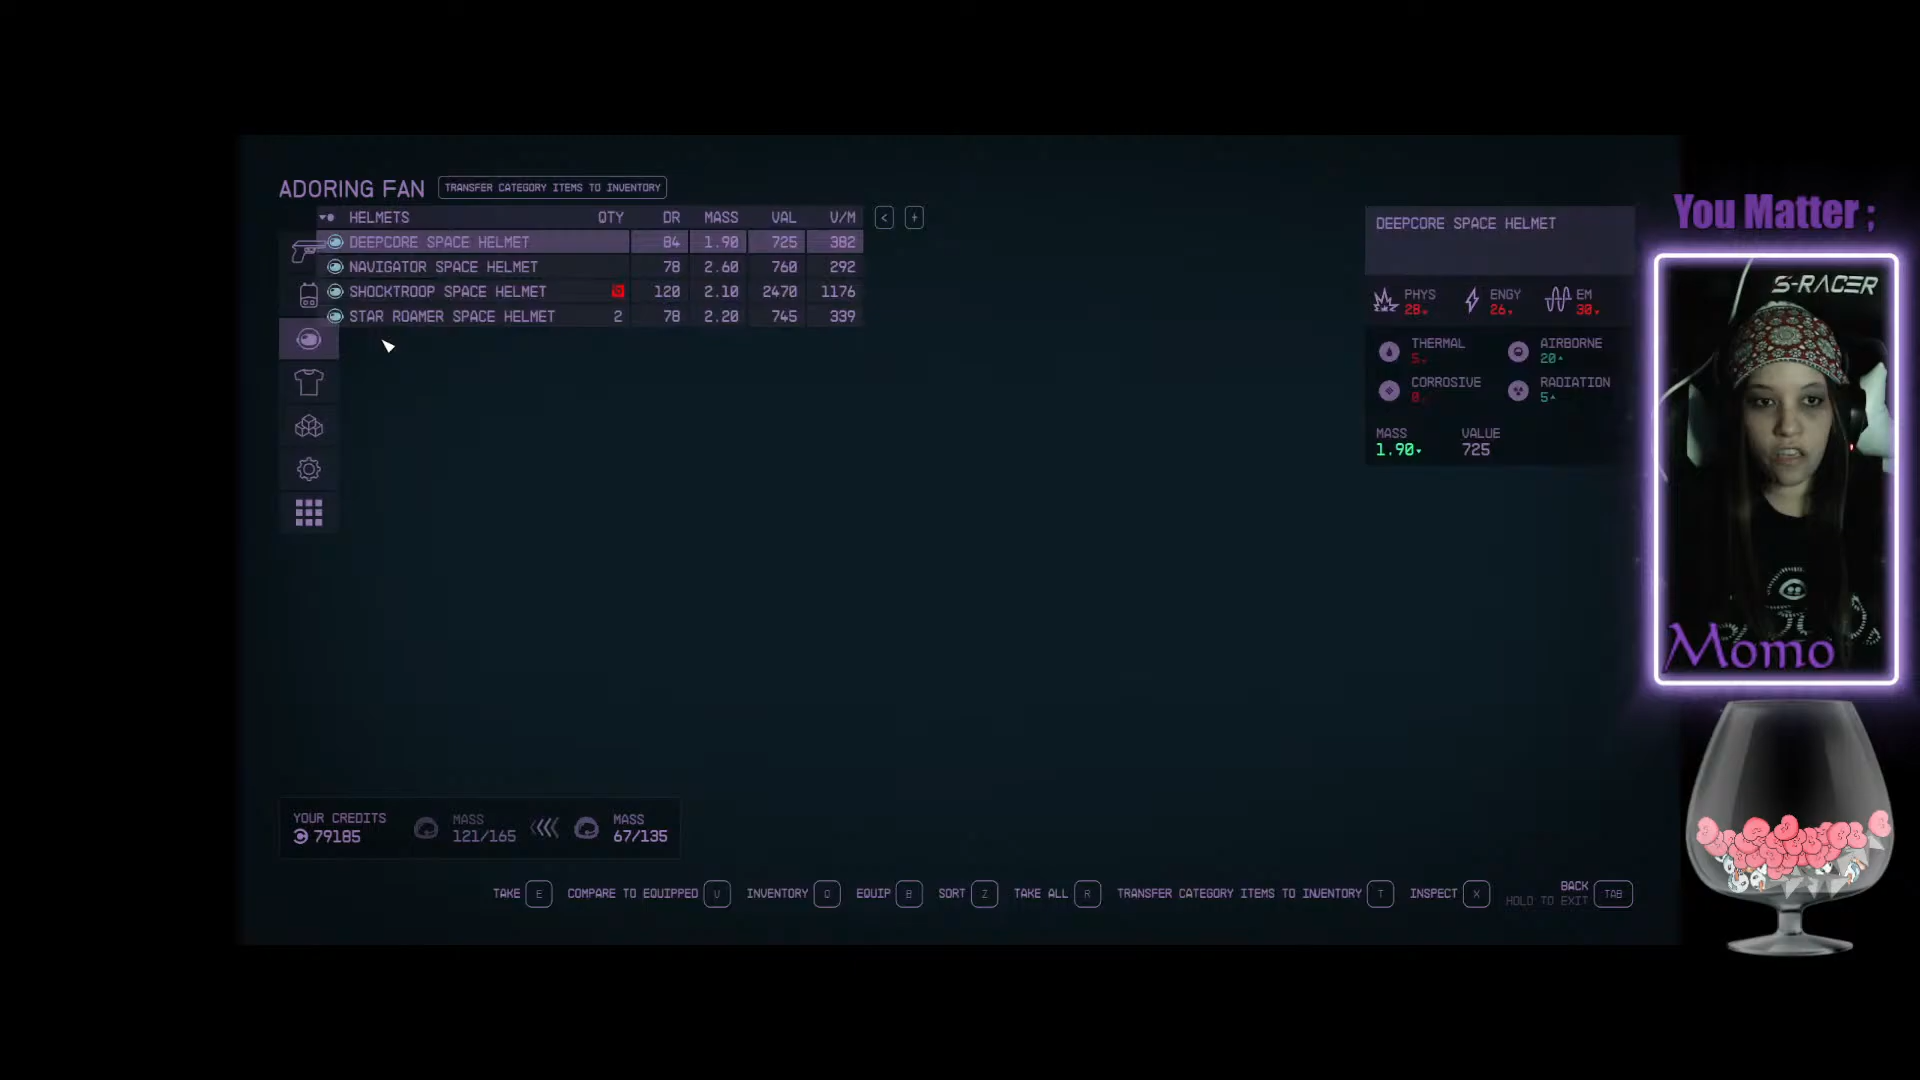 ADORING FAN
TRANSFER CATEGORY ITEMS TO INVENTORY
HELMETS QTY DR MASS VAL V/M < +
DEEPCORE SPACE HELMET 84 1.90 725 382
NAVIGATOR SPACE HELMET 78 2.60 760 292
SHOCKTROOP SPACE HELMET 120 2.10 2470 1176
STAR ROAMER SPACE HELMET 2 78 2.20 745 339
DEEPCORE SPACE HELMET
PHYS 28 ENGY 26 EM 30
THERMAL 5 AIRBORNE 20
CORROSIVE 0 RADIATION 5
MASS VALUE
1.90 725
You Matter ;
S-RACER
Momo
YOUR CREDITS MASS MASS
79185 121/165 67/135
TAKE E COMPARE TO EQUIPPED U INVENTORY Q EQUIP B SORT Z TAKE ALL R TRANSFER CATEGORY ITEMS TO INVENTORY T INSPECT X BACK TAB
HOLD TO EXIT